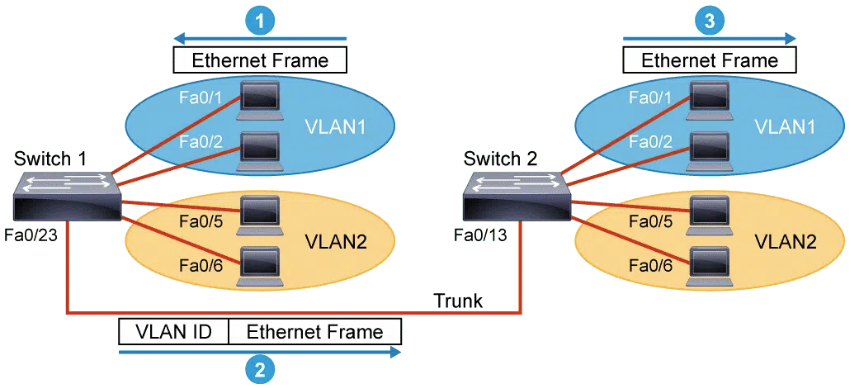 1
Ethernet Frame
Fa0/1
VLAN1
Fa0/2
Switch 1
Fa0/5
VLAN2
Fa0/23
Fa0/6
3
Ethernet Frame
Fa0/1
VLAN1
Fa0/2
Switch 2
Fa0/5
VLAN2
Fa0/13
Fa0/6
Trunk
VLAN ID Ethernet Frame
2